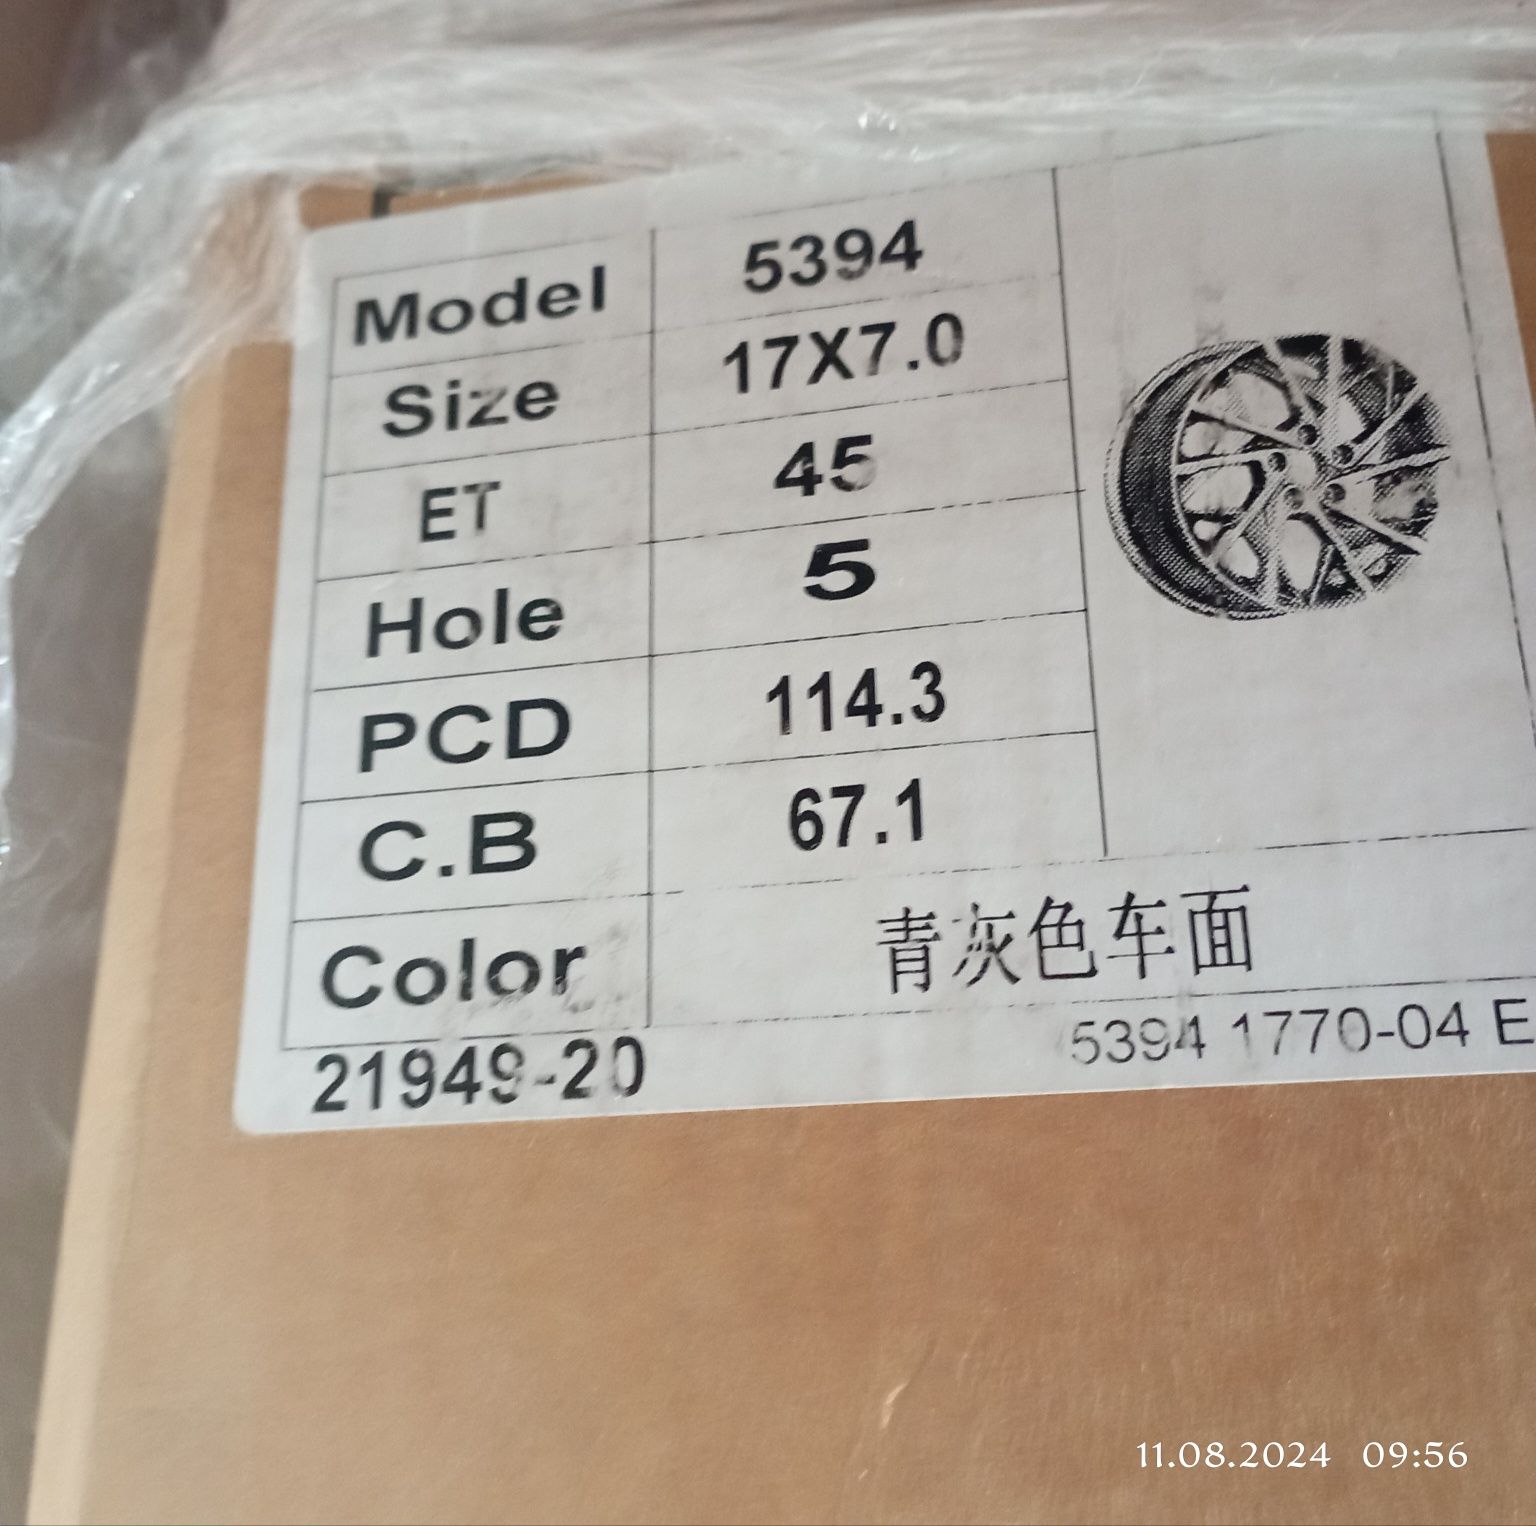 Model 5394
Size 17X7.0
ET 45
Hole 5
PCD 114.3
C.B 67.1
Color 青灰色车面
21949-20 5394 1770-04 E
11.08.2024 09:56